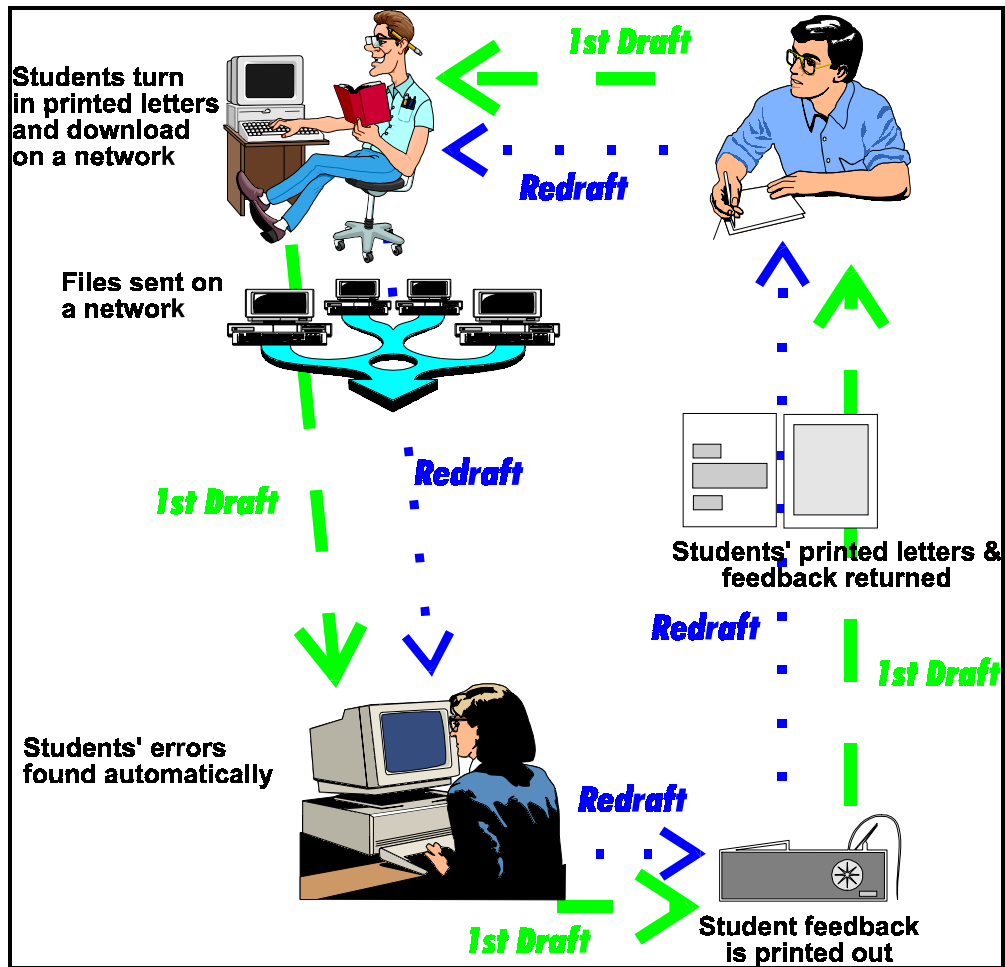 1st Draft
Students turn
in printed letters
and download
on a network
Redraft
Files sent on
a network
Redraft
1st Draft
Students' printed letters &
feedback returned
Redraft
1st Draft
Students' errors
found automatically
Redraft
1st Draft
Student feedback
is printed out